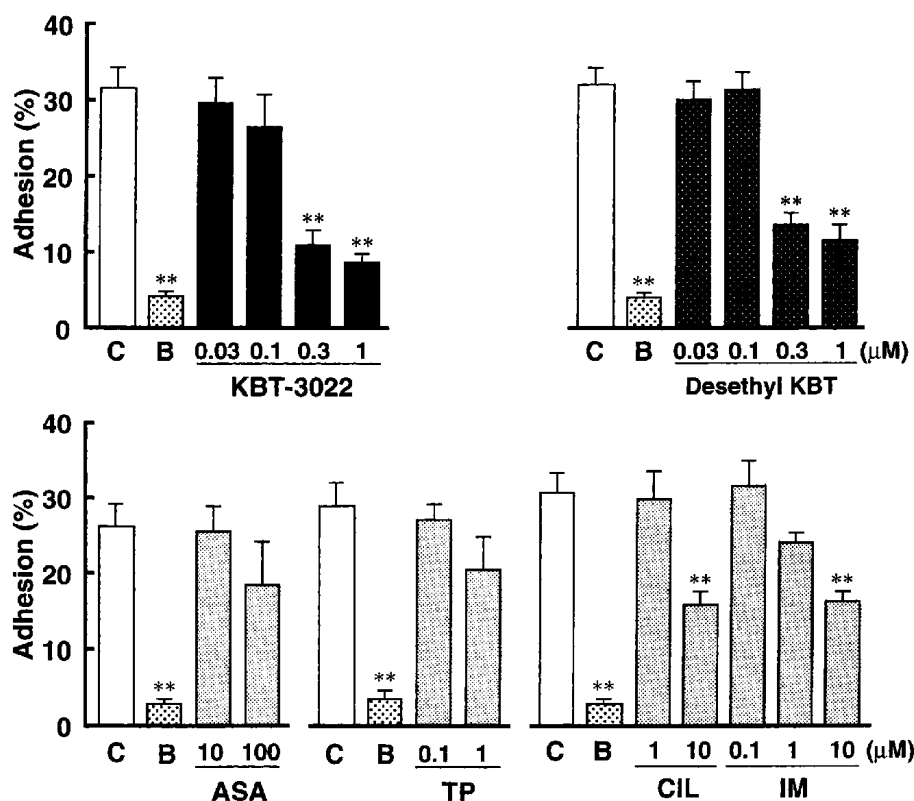 40
30
20
10
0
Adhesion (%)
** ** **
C B 0.03 0.1 0.3 1
KBT-3022
** ** **
C B 0.03 0.1 0.3 1 (μM)
Desethyl KBT
40
30
20
10
0
Adhesion (%)
**
C B 10 100
ASA
**
C B 0.1 1
TP
** ** **
C B 1 10 0.1 1 10 (μM)
CIL IM